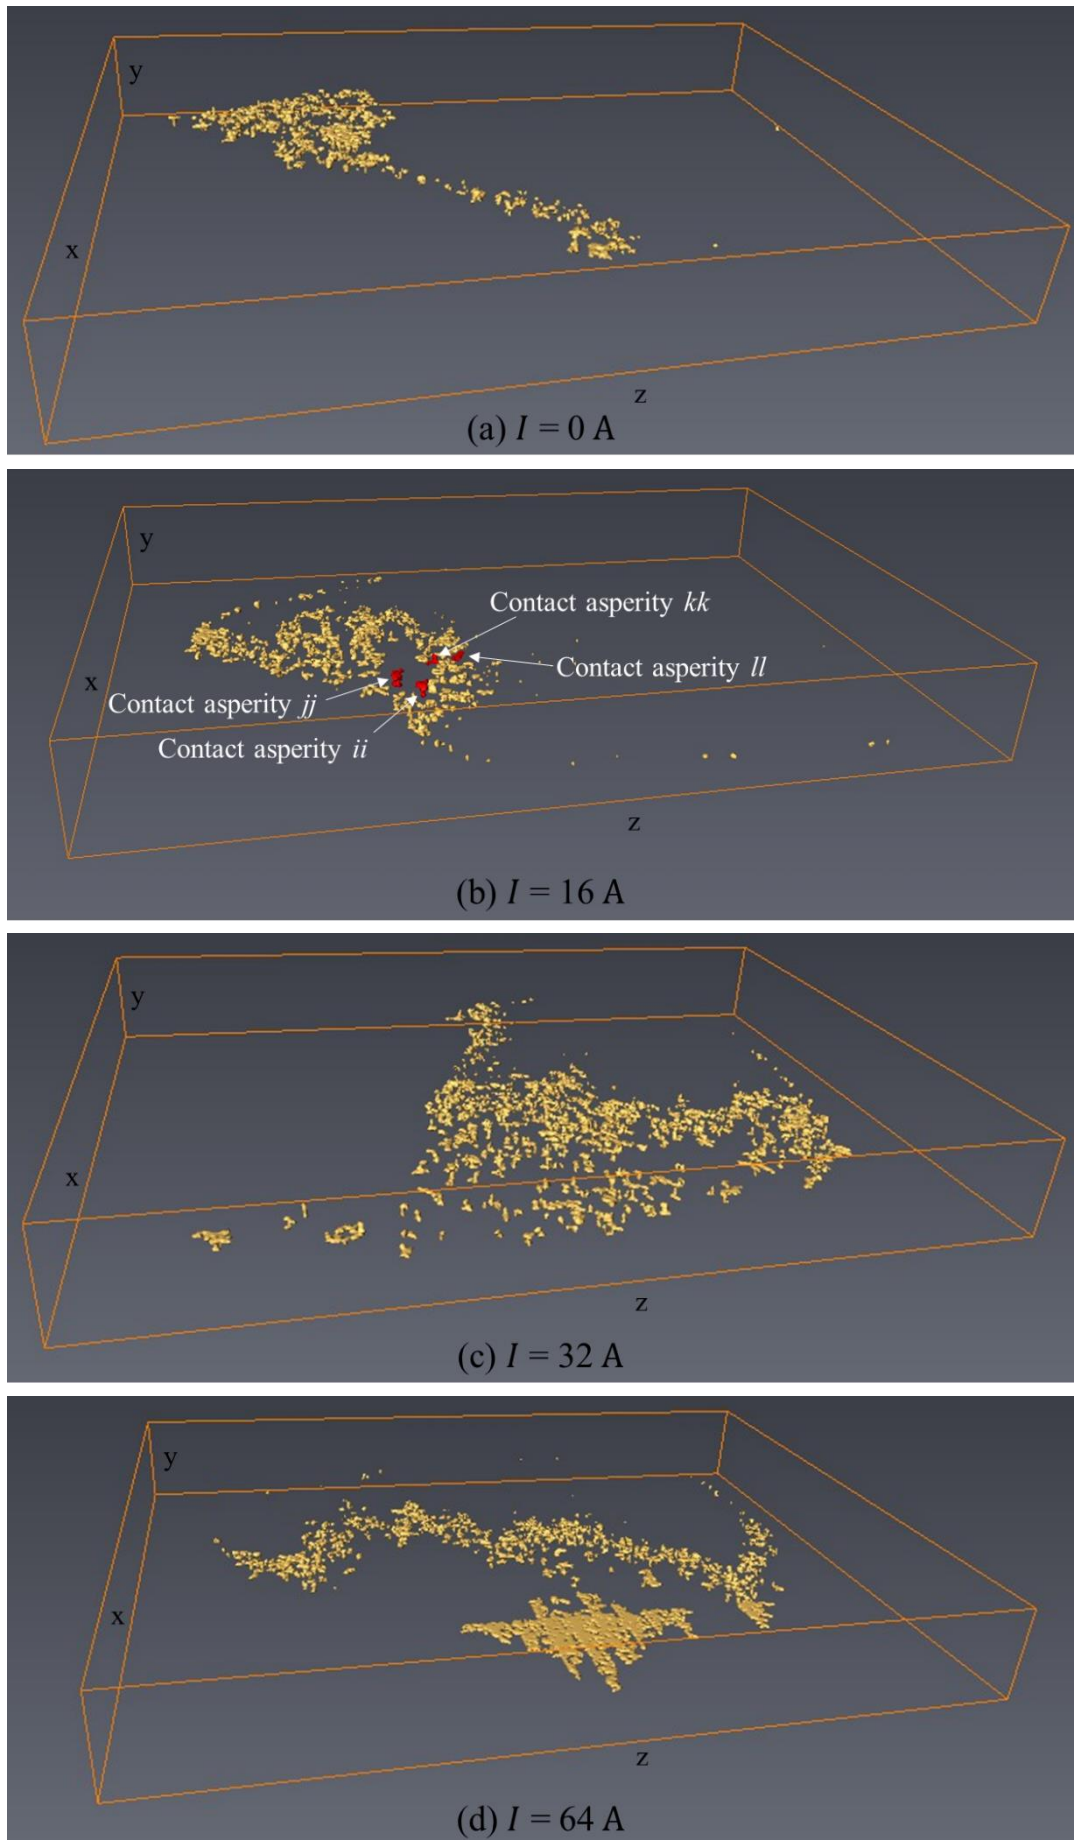 y
x
z
(a) I = 0 A
y
Contact asperity kk
x
Contact asperity ll
Contact asperity jj
Contact asperity ii
z
(b) I = 16 A
y
x
z
(c) I = 32 A
y
x
z
(d) I = 64 A